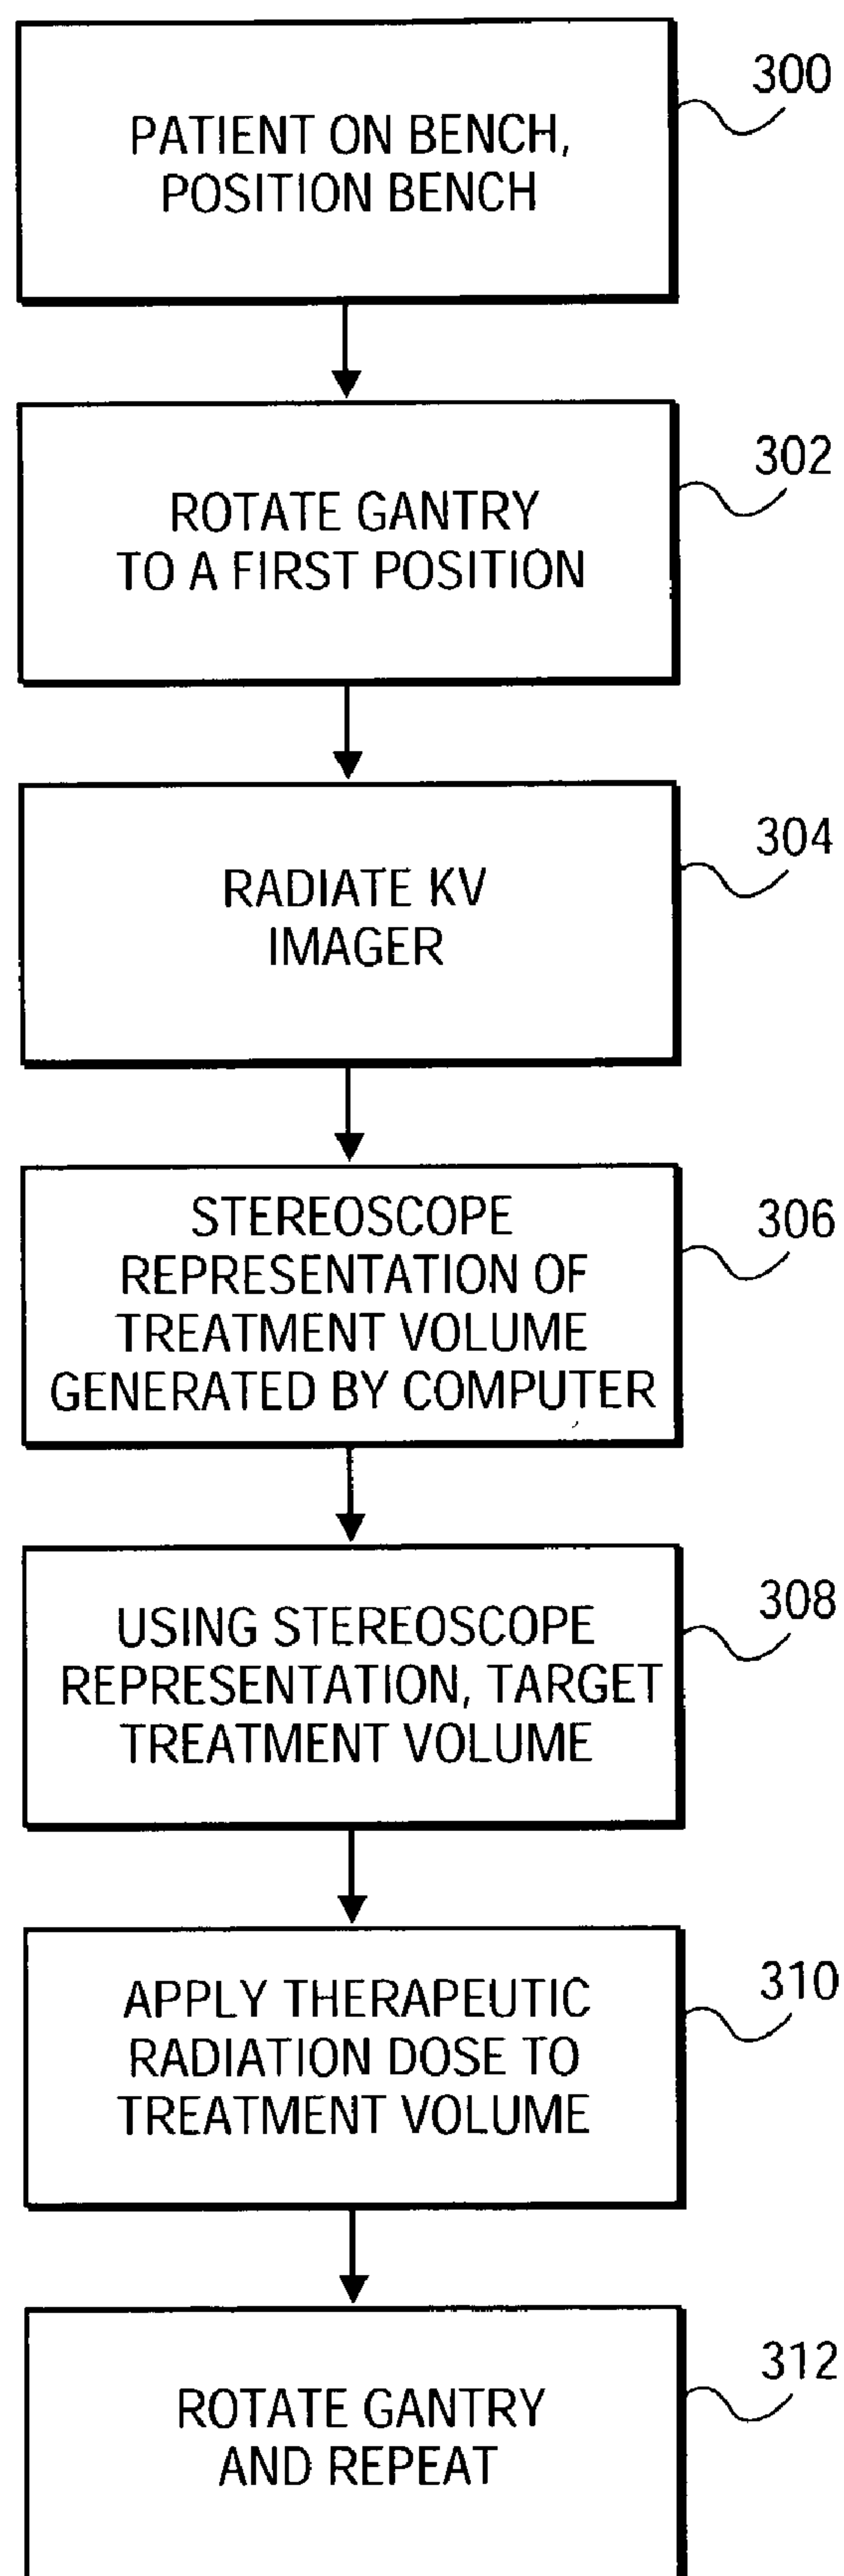 PATIENT ON BENCH,
POSITION BENCH
300
ROTATE GANTRY
TO A FIRST POSITION
302
RADIATE KV
IMAGER
304
STEREOSCOPE
REPRESENTATION OF
TREATMENT VOLUME
GENERATED BY COMPUTER
306
USING STEREOSCOPE
REPRESENTATION, TARGET
TREATMENT VOLUME
308
APPLY THERAPEUTIC
RADIATION DOSE TO
TREATMENT VOLUME
310
ROTATE GANTRY
AND REPEAT
312